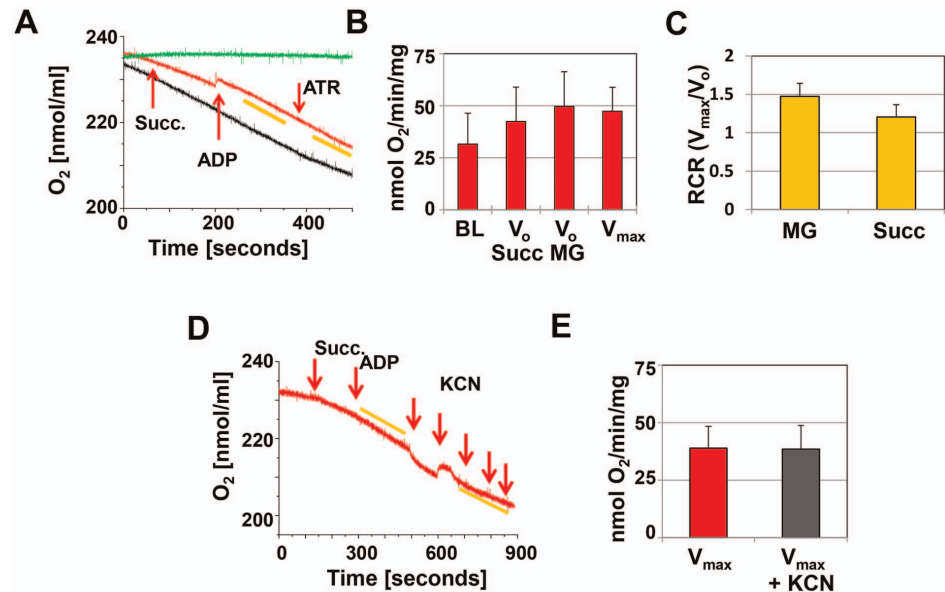 A
O2 [nmol/ml]
240
220
200
Succ.
ADP
ATR
0
200
400
Time [seconds]
B
nmol O2/min/mg
75
50
25
0
BL
Vo
Vo
Vmax
Succ MG
C
RCR (Vmax/Vo)
2
1.5
1
0.5
0
MG
Succ
D
O2 [nmol/ml]
240
220
200
Succ.
ADP
KCN
0
300
600
900
Time [seconds]
E
nmol O2/min/mg
75
50
25
0
Vmax
Vmax
+ KCN